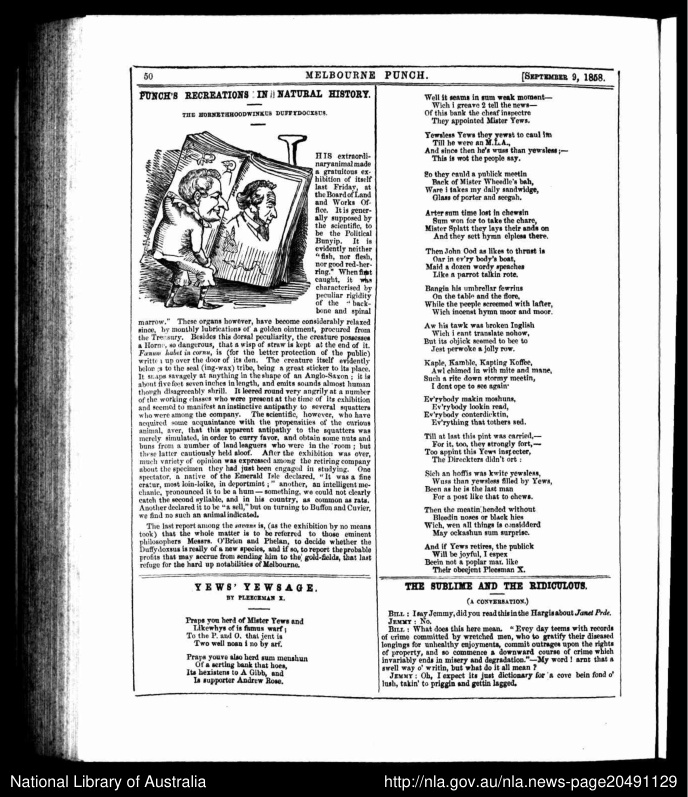 50
MELBOURNE PUNCH.
[SEPTEMBER 9, 1858.
PUNCH'S RECREATIONS IN NATURAL HISTORY.
THE HORNETHHOODWINKUS DUFFYDOCXSUS.
HIS extraordi-
nary animal made
a gratuitous ex-
hibition of itself
last Friday, at
the Board of Land
and Works Of-
fice. It is gener-
ally supposed by
the scientific, to
be the Political
Bunyip. It is
evidently neither
"fish, nor flesh,
nor good red-her-
ring." When first
caught, it was
characterised by
peculiar rigidity
of the "back-
bone and spinal
marrow." These organs however, have become considerably relaxed
since, by monthly lubrications of a golden ointment, procured from
the Treasury. Besides this dorsal peculiarity, the creature possesses
a Horn, so dangerous, that a wisp of straw is kept at the end of it.
Fœnum habet in cornu, is (for the better protection of the public)
written up over the door of its den. The creature itself evidently
belongs to the seal (ing-wax) tribe, being a great sticker to its place.
It snaps savagely at anything in the shape of an Anglo-Saxon; it is
about five feet seven inches in length, and emits sounds almost human
though disagreeably shrill. It leered round very angrily at a number
of the working classes who were present at the time of its exhibition
and seemed to manifest an instinctive antipathy to several squatters
who were among the company. The scientific, however, who have
acquired some acquaintance with the propensities of the curious
animal, aver, that this apparent antipathy to the squatters was
merely simulated, in order to curry favor, and obtain some nuts and
buns from a number of land leaguers who were in the room; but
these latter cautiously held aloof. After the exhibition was over,
much variety of opinion was expressed among the retiring company
about the specimen they had just been engaged in studying. One
spectator, a native of the Emerald Isle declared, "It was a fine
cratur, most loin-loike, in deportmint;" another, an intelligent me-
chanic, pronounced it to be a hum—something, we could not clearly
catch the second syllable, and in his country, as common as rats.
Another declared it to be "a sell," but on turning to Buffon and Cuvier,
we find no such an animal indicated.
The last report among the savans is, (as the exhibition by no means
took) that the whole matter is to be referred to those eminent
philosophers Messrs. O'Brien and Phelan, to decide whether the
Duffydoxsus is really of a new species, and if so, to report the probable
profits that may accrue from sending him to the gold-fields, that last
refuge for the hard up notabilities of Melbourne.
YEWS' YEWSAGE.
BY PLEECEMAN X.
Praps you herd of Mister Yews and
Likewhys of is famus warf;
To the P. and O. that jent is
Two well noan i no by arf.
Praps youve also herd sum menshun
Of a serting bank that hoes,
Its hexistens to A Gibb, and
Is supporter Andrew Rose.
Well it seams in sum weak moment—
Wich i greave 2 tell the news—
Of this bank the cheaf inspectre
They appointed Mister Yews.
Yewsless Yews they yewst to caul im
Till he were an M.L.A.,
And since then he's wuss than yewsless;—
This is wot the people say.
So they cauld a publick meetin
Back of Mister Wheedle's bah,
Ware i takes my daily sandwidge,
Glass of porter and seegah.
Arter sum time lost in chewsin
Sum won for to take the chare,
Mister Splatt they lays their ands on
And they sett hymn elpless there.
Then John Ood as likes to thrust is
Oar in ev'ry body's boat,
Maid a dozen wordy speaches
Like a parrot talkin rote.
Bangin his umbrellar fewrius
On the table and the flore,
While the people screemed with lafter,
Wich incenst hymn moor and moor.
Aw his tawk was broken Inglish
Wich i cant translate nohow,
But its objick seemed to bee to
Jest perwoke a jolly row.
Kaple, Kamble, Kapting Koffee,
Awl chimed in with mite and mane,
Such a rite down stormy meetin,
I dont ope to see again!
Ev'rybody makin moshuns,
Ev'rybody lookin read,
Ev'rybody conterdicktin,
Ev'rything that tothers sed.
Till at last this pint was carried,—
For it, too, they strongly fort,—
Too appint this Yews inspecter,
The Direckters didn't ort:
Sich an hoffis was kwite yewsless,
Wuss than yewsless filled by Yews,
Been as he is the last man
For a post like that to chews.
Then the meatin hended without
Bleedin noses or black hies
Wich, wen all things is considderd
May ockashun sum surprise.
And if Yews retires, the publick
Will be joyful, I espex
Beein not a poplar mar. like
Their obeejent Pleesman X.
THE SUBLIME AND THE RIDICULOUS.
(A CONVERSATION.)
BILL: I say Jemmy, did you read this in the Hargis about Janet Pride.
JEMMY: No.
BILL: What does this here mean. "Evey day teems with records
of crime committed by wretched men, who to gratify their diseased
longings for unhealthy enjoyments, commit outrages upon the rights
of property, and so commence a downward course of crime which
invariably ends in misery and degradation."—My word! arnt that a
swell way o' writin, but what do it all mean?
JEMMY: Oh, I expect its just dictionary for a cove bein fond o'
lush, takin' to priggin and gettin lagged.
National Library of Australia
http://nla.gov.au/nla.news-page20491129